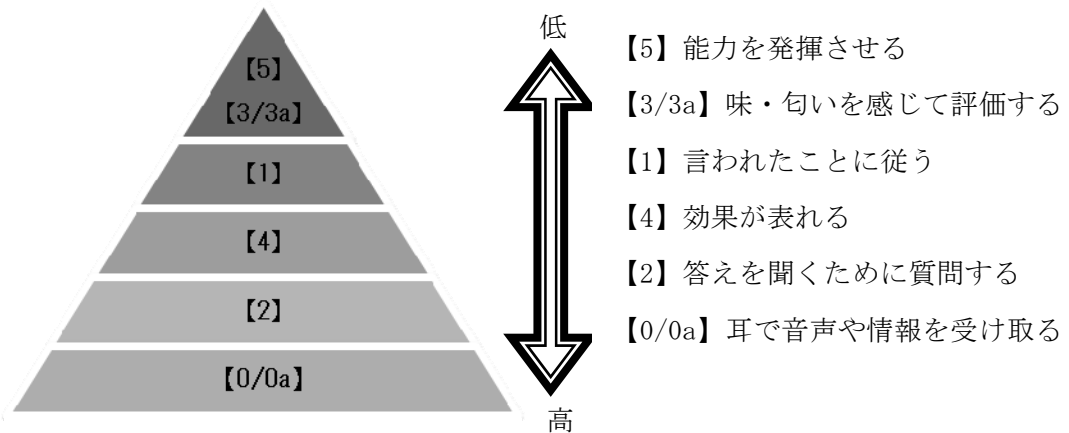 【5】
【3/3a】
【1】
【4】
【2】
【0/0a】
低
高
【5】能力を発揮させる
【3/3a】味・匂いを感じて評価する
【1】言われたことに従う
【4】効果が表れる
【2】答えを聞くために質問する
【0/0a】耳で音声や情報を受け取る